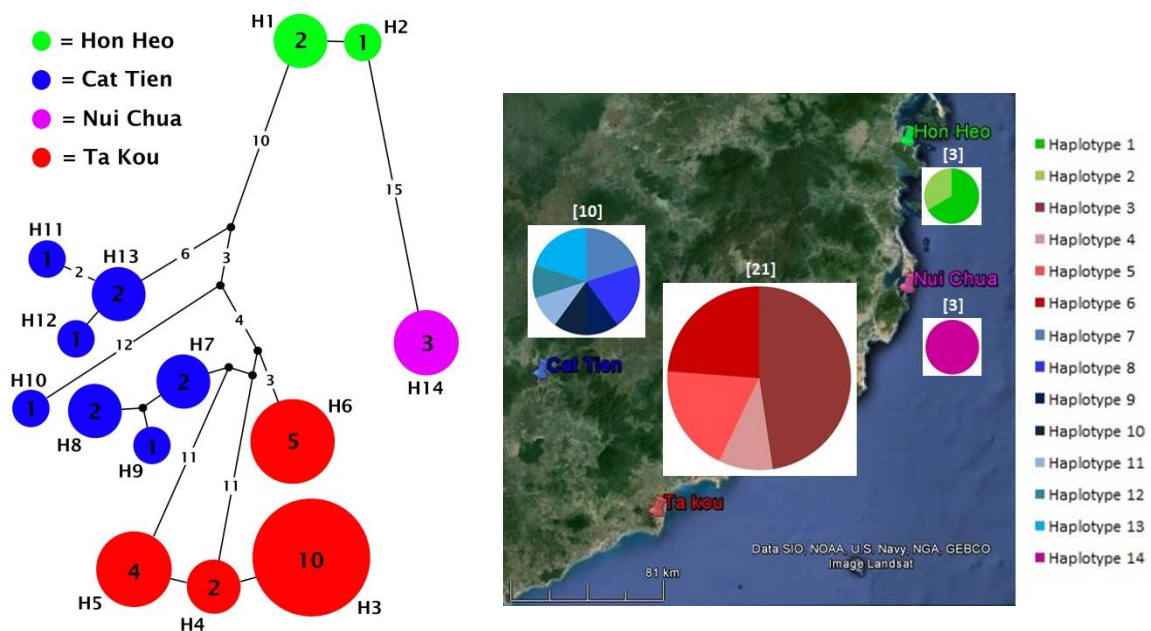 = Hon Heo
= Cat Tien
= Nui Chua
= Ta Kou
H1
2
H2
1
10
15
H11
1
2
H13
2
6
3
H12
1
12
4
H10
1
H7
2
H8
2
H9
1
3
H6
5
3
H14
11
11
H5
4
H4
2
10
H3
Hon Heo
[3]
[10]
[21]
Nui Chua
[3]
Cat Tien
Ta kou
Data SIO, NOAA, U.S. Navy, NGA, GEBCO
Image Landsat
81 km
Haplotype 1
Haplotype 2
Haplotype 3
Haplotype 4
Haplotype 5
Haplotype 6
Haplotype 7
Haplotype 8
Haplotype 9
Haplotype 10
Haplotype 11
Haplotype 12
Haplotype 13
Haplotype 14